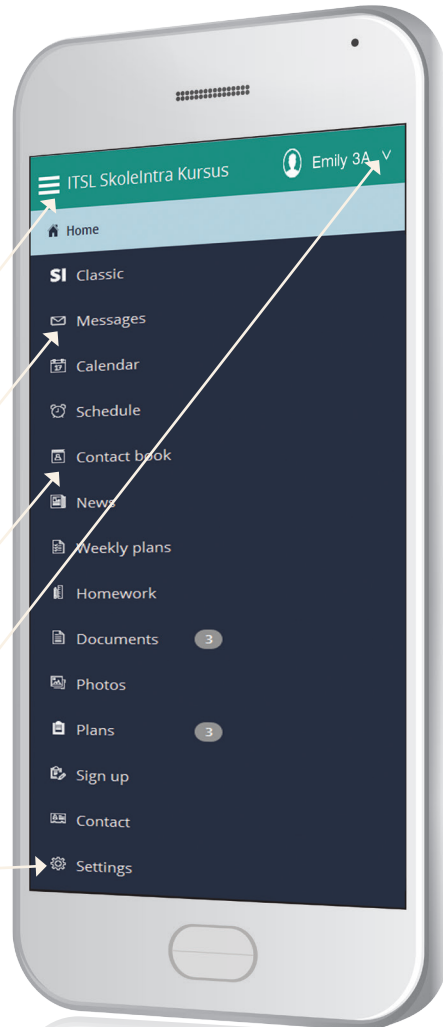 ITSL SkoleIntra Kursus
Emily 3A
Home
SI Classic
Messages
Calendar
Schedule
Contact book
News
Weekly plans
Homework
Documents 3
Photos
Plans 3
Sign up
Contact
Settings